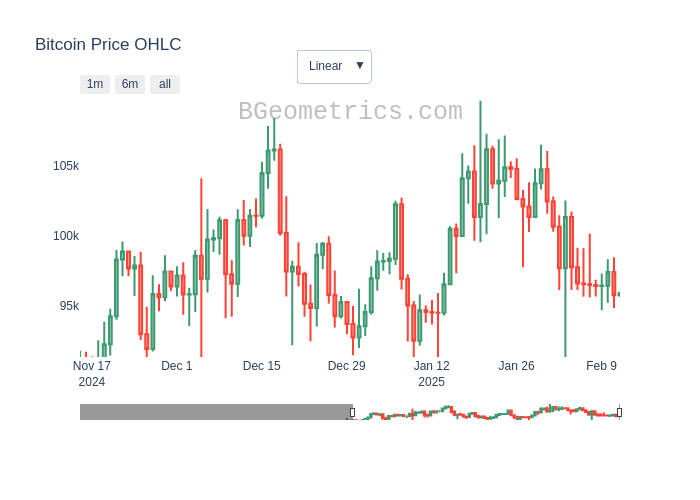 Bitcoin Price OHLC
Linear ▼
1m 6m all
BGeometrics.com
105k
100k
95k
Nov 17 Dec 1 Dec 15 Dec 29 Jan 12 Jan 26 Feb 9
2024 2025